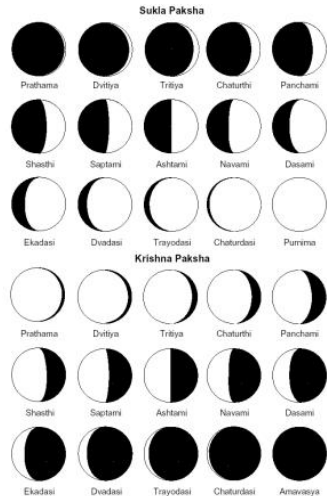 Sukla Paksha
Prathama Dvitiya Tritiya Chaturthi Panchami
Shasthi Saptami Ashtami Navami Dasami
Ekadasi Dvadasi Trayodasi Chaturdasi Purnima
Krishna Paksha
Prathama Dvitiya Tritiya Chaturthi Panchami
Shasthi Saptami Ashtami Navami Dasami
Ekadasi Dvadasi Trayodasi Chaturdasi Amavasya